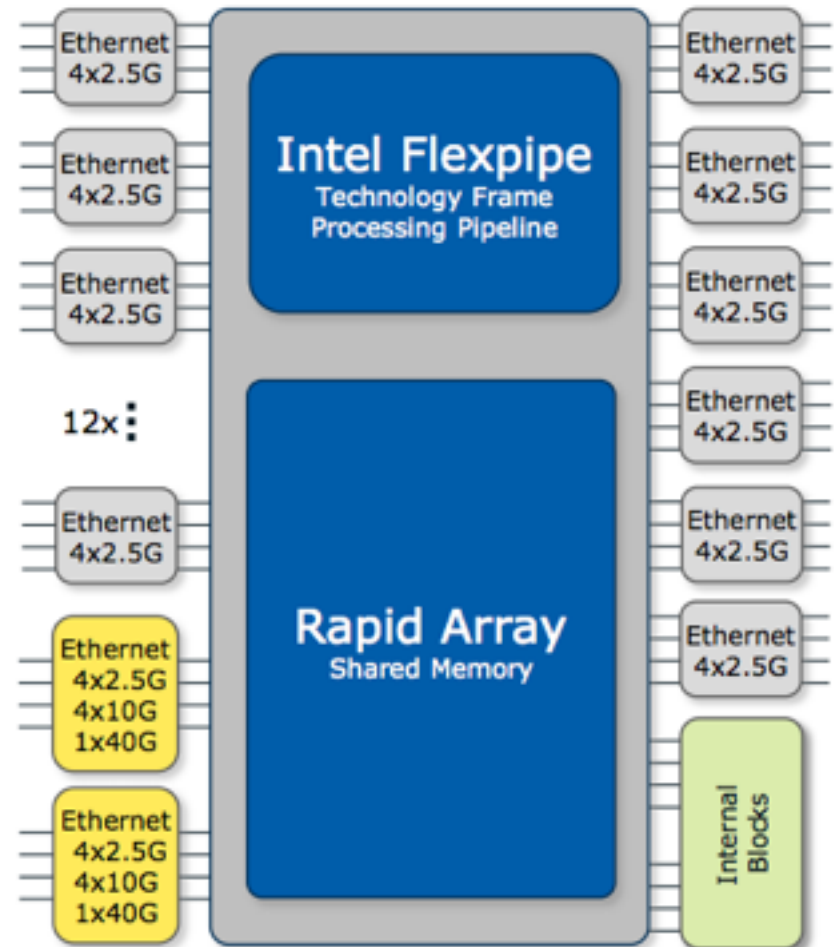 Ethernet
4x2.5G
Ethernet
4x2.5G
Ethernet
4x2.5G
12x
Ethernet
4x2.5G
Ethernet
4x2.5G
4x10G
1x40G
Ethernet
4x2.5G
4x10G
1x40G
Intel Flexpipe
Technology Frame
Processing Pipeline
Rapid Array
Shared Memory
Ethernet
4x2.5G
Ethernet
4x2.5G
Ethernet
4x2.5G
Ethernet
4x2.5G
Ethernet
4x2.5G
Ethernet
4x2.5G
Internal
Blocks